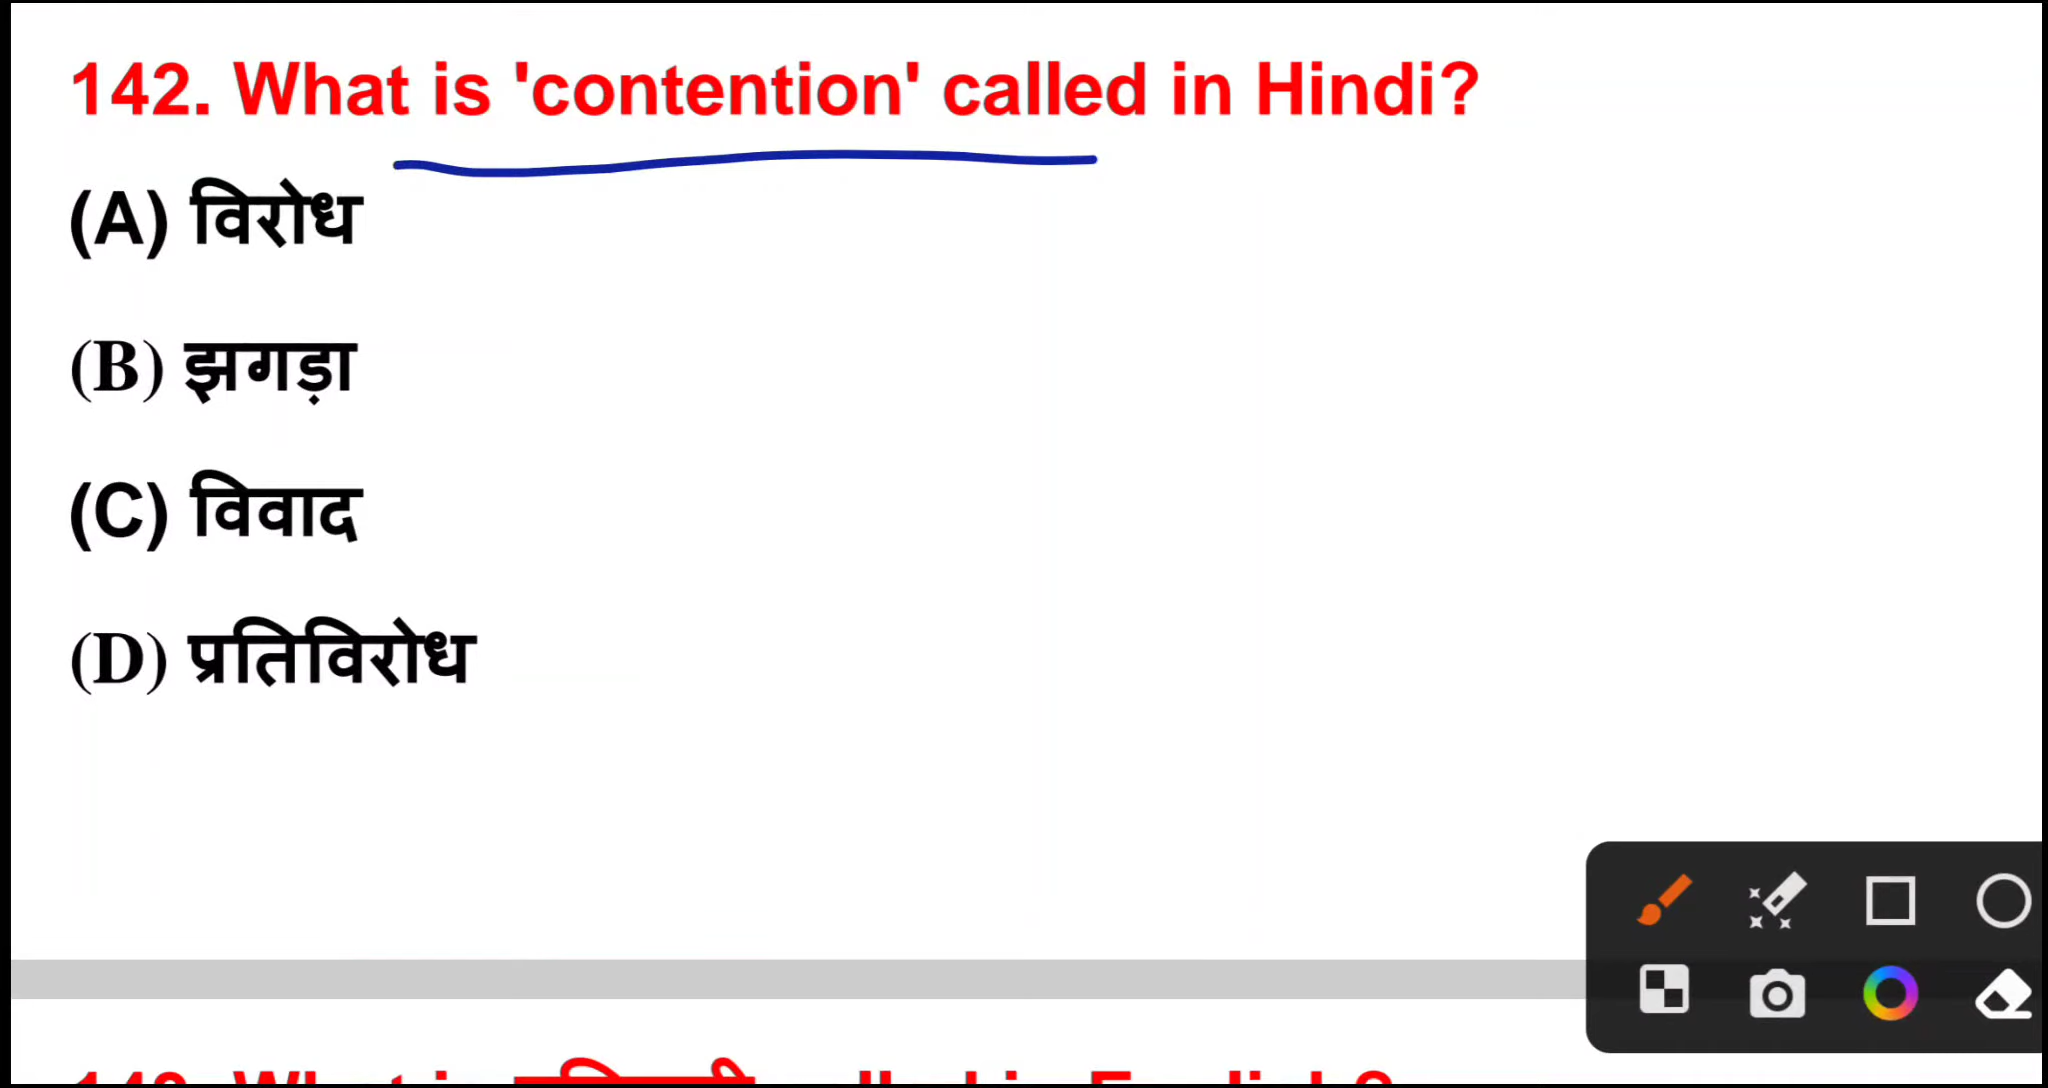 142. What is 'contention' called in Hindi?
(A) विरोध
(B) झगड़ा
(C) विवाद
(D) प्रतिविरोध